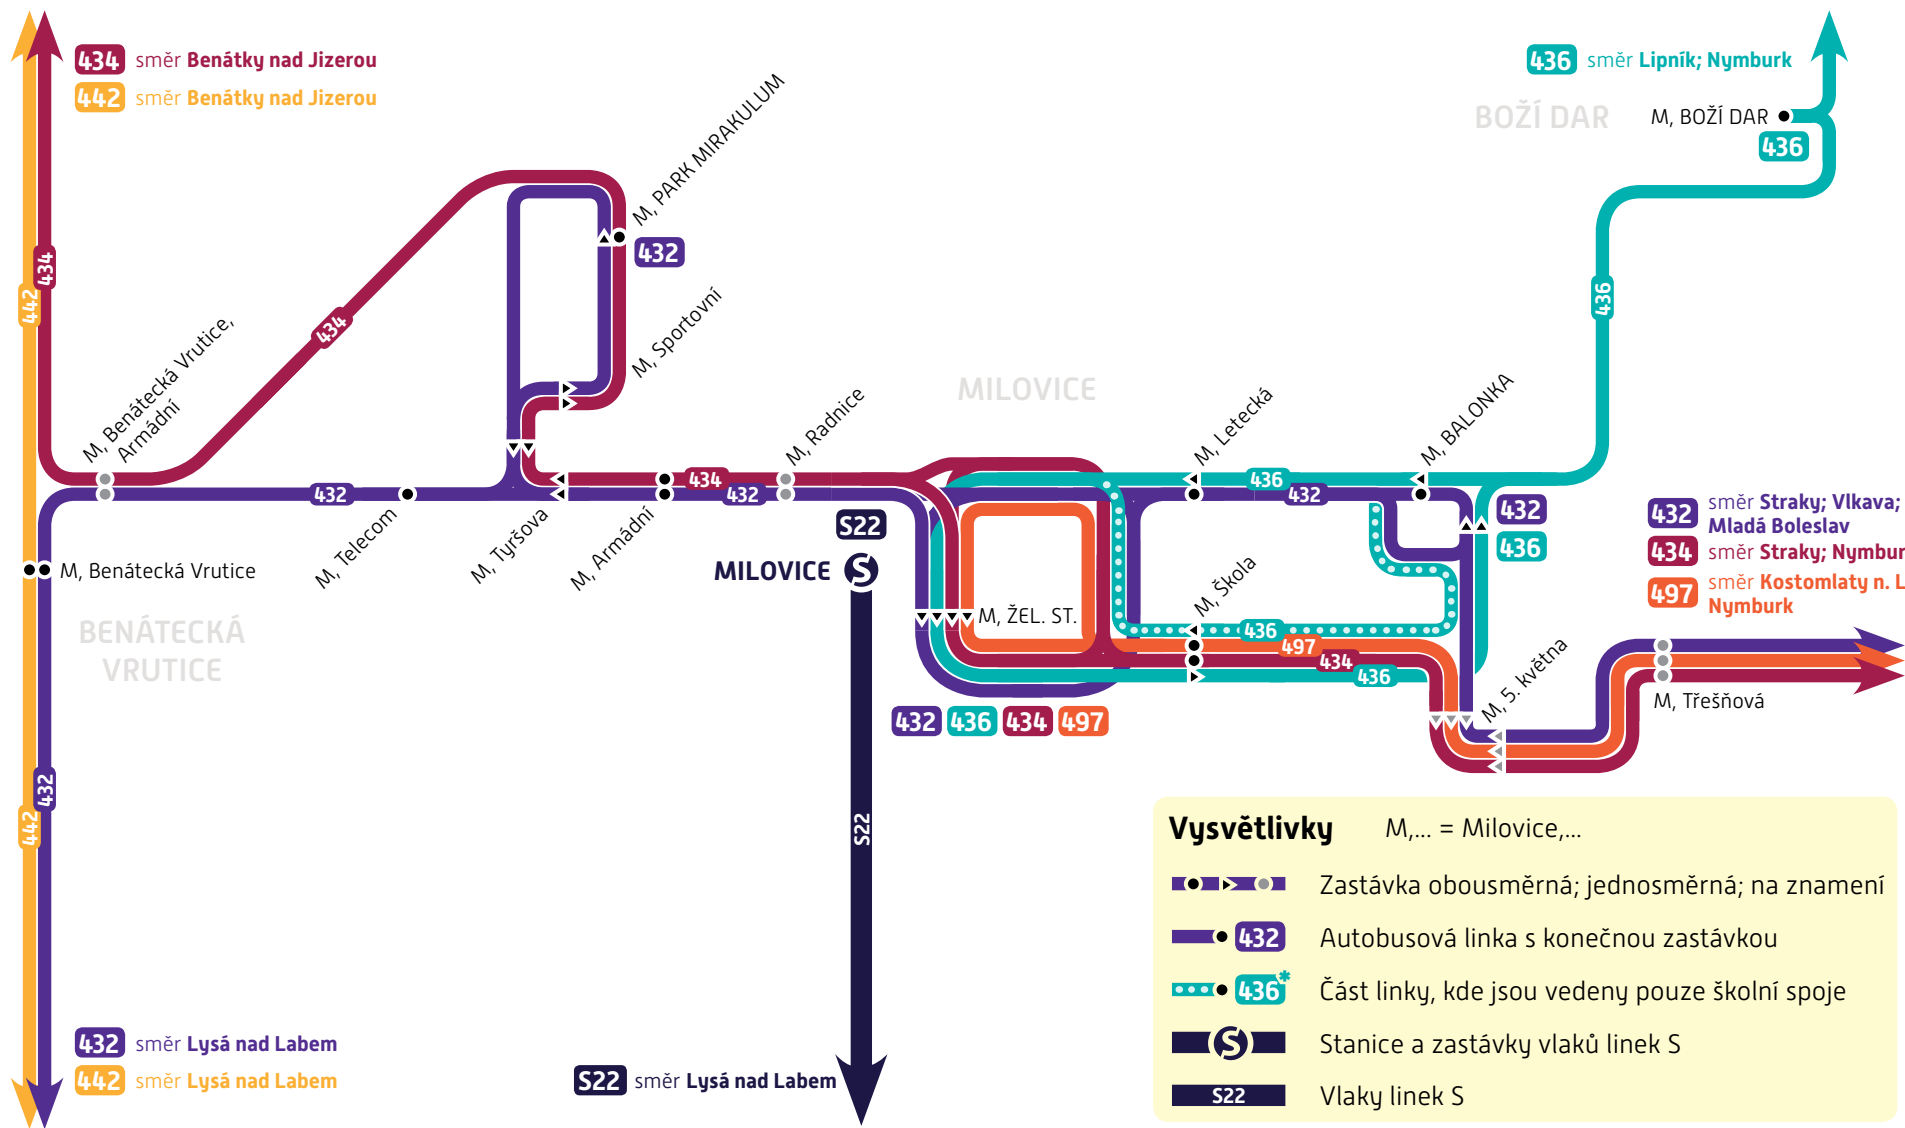 434 směr Benátky nad Jizerou
442 směr Benátky nad Jizerou
436 směr Lipník; Nymburk
BOŽÍ DAR
M, BOŽÍ DAR
436
M, PARK MIRAKULUM
432
434
442
434
436
M, Sportovní
M, Benátecká Vrutice,
Armádní
MILOVICE
M, Radnice
M, Letecká
M, BALONKA
432
434
432
436
432
M, Telecom
M, Tyršova
M, Armádní
S22
MILOVICE
S
432
436
432 směr Straky; Vlkava;
Mladá Boleslav
434 směr Straky; Nymbur
497 směr Kostomlaty n. L
Nymburk
M, Benátecká Vrutice
BENÁTECKÁ
VRUTICE
M, ŽEL. ST.
M, Škola
436
497
434
436
M, 5. května
M, Třešňová
432 436 434 497
432
442
S22
Vysvětlivky M,... = Milovice,...
Zastávka obousměrná; jednosměrná; na znamení
432 Autobusová linka s konečnou zastávkou
436* Část linky, kde jsou vedeny pouze školní spoje
S Stanice a zastávky vlaků linek S
S22 Vlaky linek S
432 směr Lysá nad Labem
442 směr Lysá nad Labem
S22 směr Lysá nad Labem